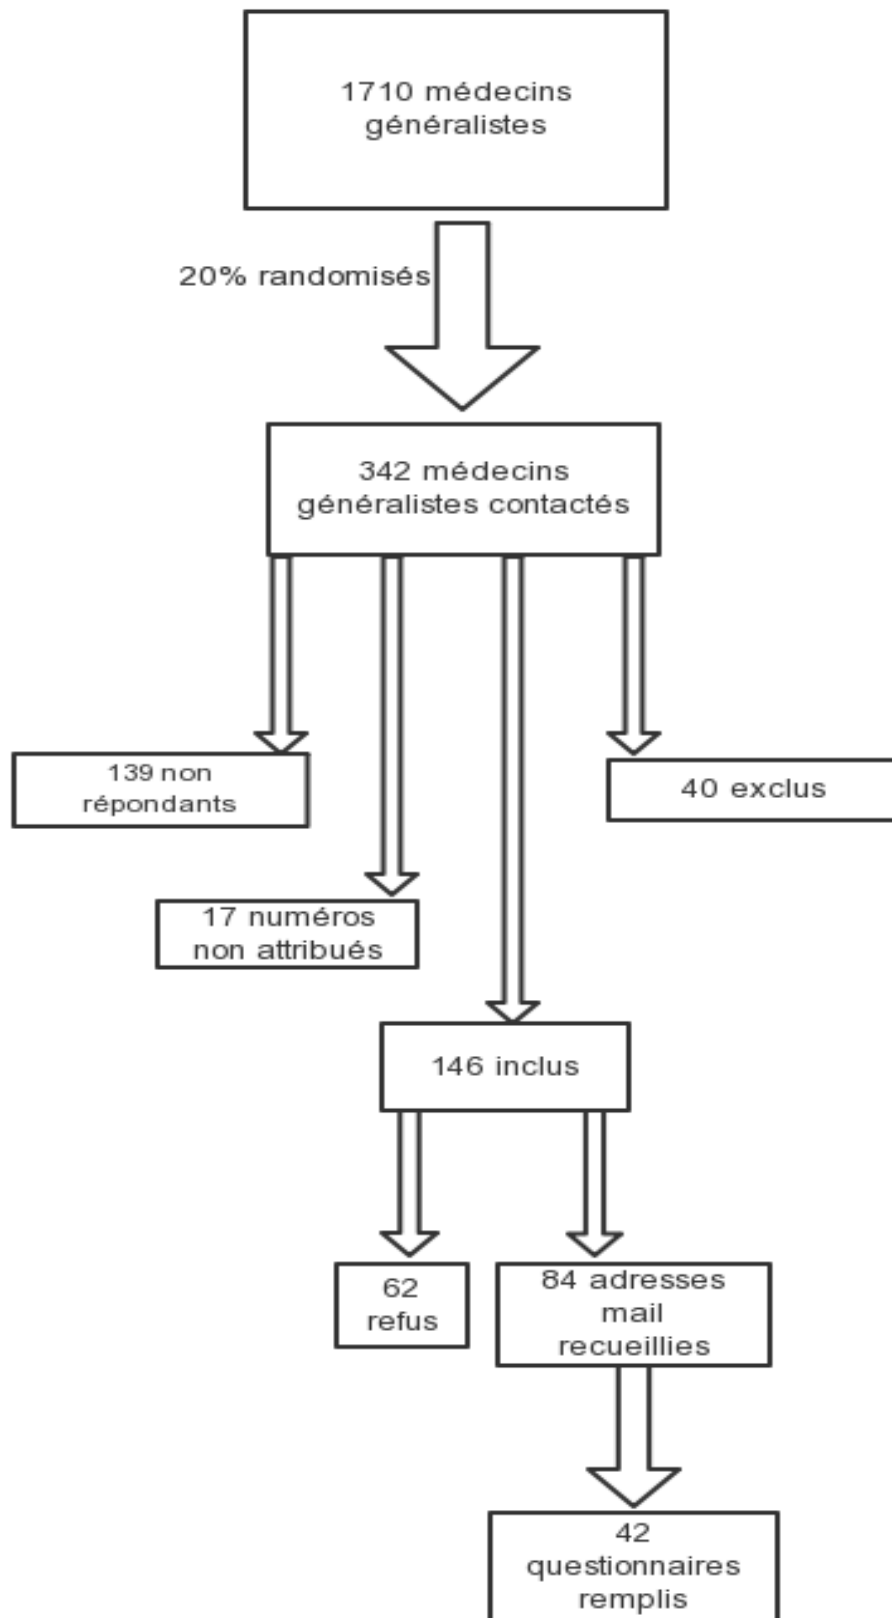 1710 médecins
généralistes
20% randomisés
342 médecins
généralistes contactés
139 non
répondants
40 exclus
17 numéros
non attribués
146 inclus
62
refus
84 adresses
mail
recueillies
42
questionnaires
remplis